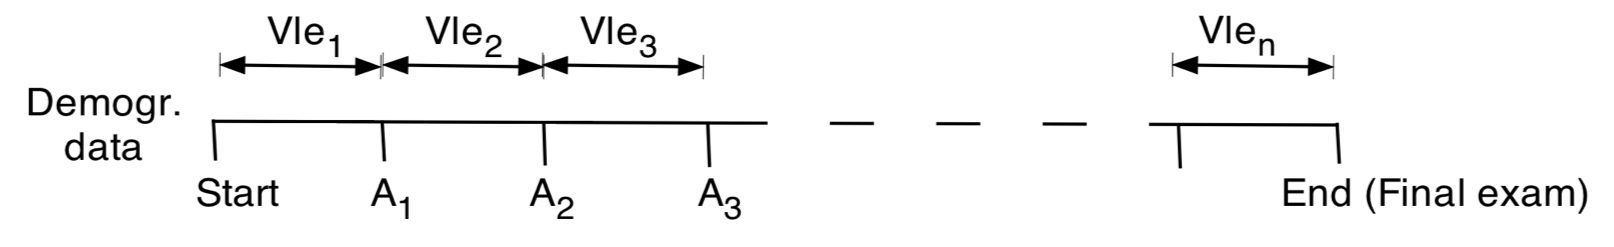 Vle₁ Vle₂ Vle₃ Vleₙ
Demogr.
data
Start A₁ A₂ A₃ End (Final exam)